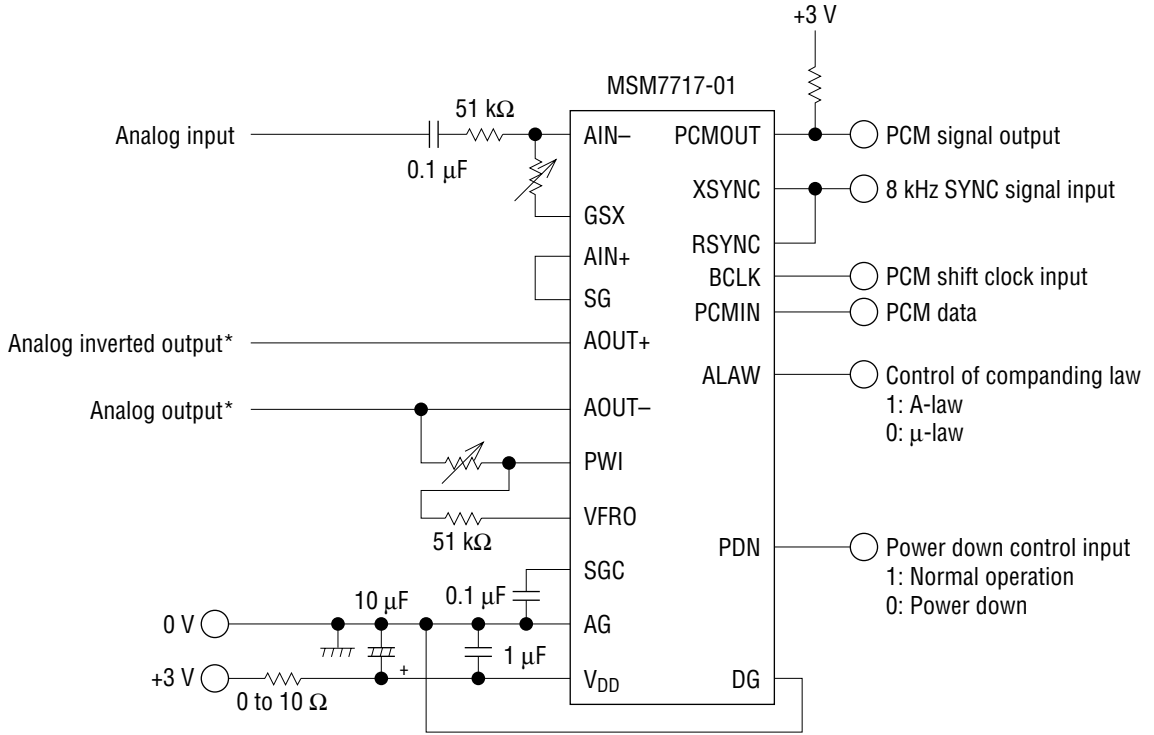 +3 V
MSM7717-01
Analog input
0.1 μF
51 kΩ
AIN–
GSX
AIN+
SG
Analog inverted output*
AOUT+
Analog output*
AOUT–
PWI
51 kΩ
VFRO
SGC
0.1 μF
0 V
10 μF
AG
1 μF
+3 V
0 to 10 Ω
+
VDD
PCMOUT
PCM signal output
XSYNC
8 kHz SYNC signal input
RSYNC
BCLK
PCM shift clock input
PCMIN
PCM data
ALAW
Control of companding law
1: A-law
0: μ-law
PDN
Power down control input
1: Normal operation
0: Power down
DG